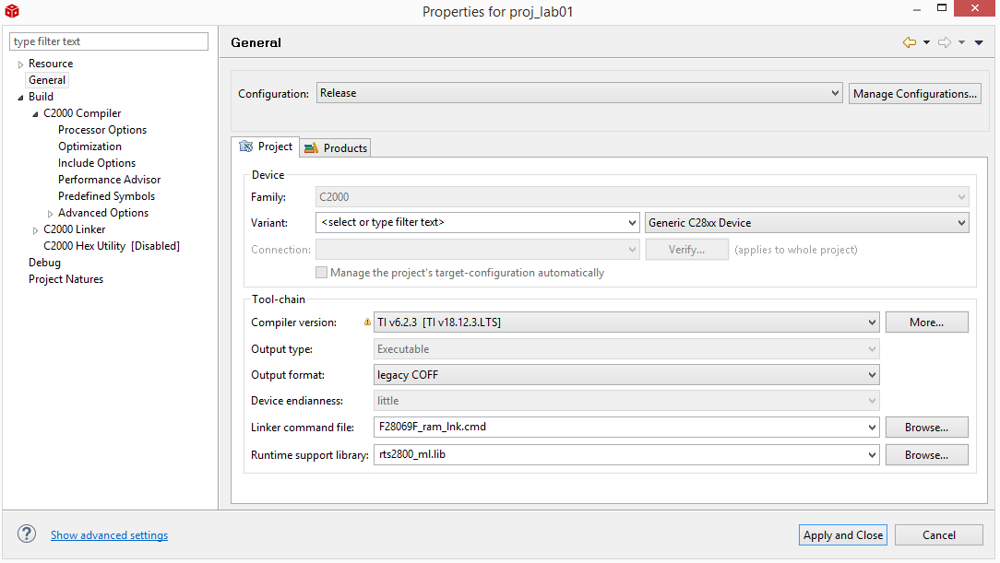 Properties for proj_lab01
type filter text
Resource
General
Build
C2000 Compiler
Processor Options
Optimization
Include Options
Performance Advisor
Predefined Symbols
Advanced Options
C2000 Linker
C2000 Hex Utility [Disabled]
Debug
Project Natures
General
Configuration: Release Manage Configurations...
Project Products
Device
Family: C2000
Variant: <select or type filter text> Generic C28xx Device
Connection: Verify... (applies to whole project)
Manage the project's target-configuration automatically
Tool-chain
Compiler version: TI v6.2.3 [TI v18.12.3.LTS] More...
Output type: Executable
Output format: legacy COFF
Device endianness: little
Linker command file: F28069F_ram_lnk.cmd Browse...
Runtime support library: rts2800_ml.lib Browse...
? Show advanced settings Apply and Close Cancel